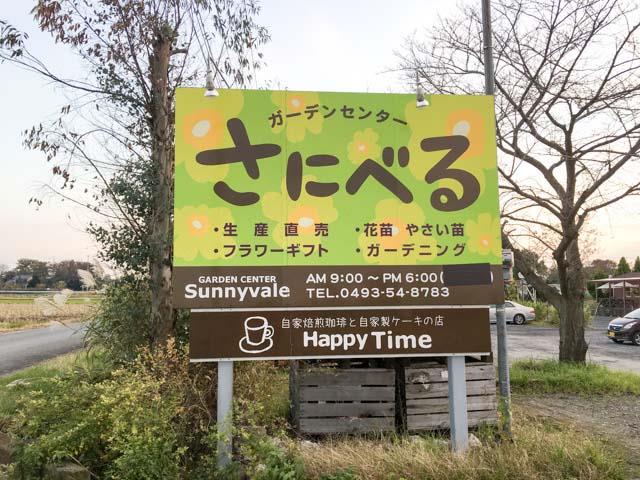 ガーデンセンター
さにべる
・生産直売 ・花苗 やさい苗
・フラワーギフト ・ガーデニング
GARDEN CENTER
Sunnyvale
AM 9:00 〜 PM 6:00(
TEL.0493-54-8783
自家焙煎珈琲と自家製ケーキの店
Happy Time